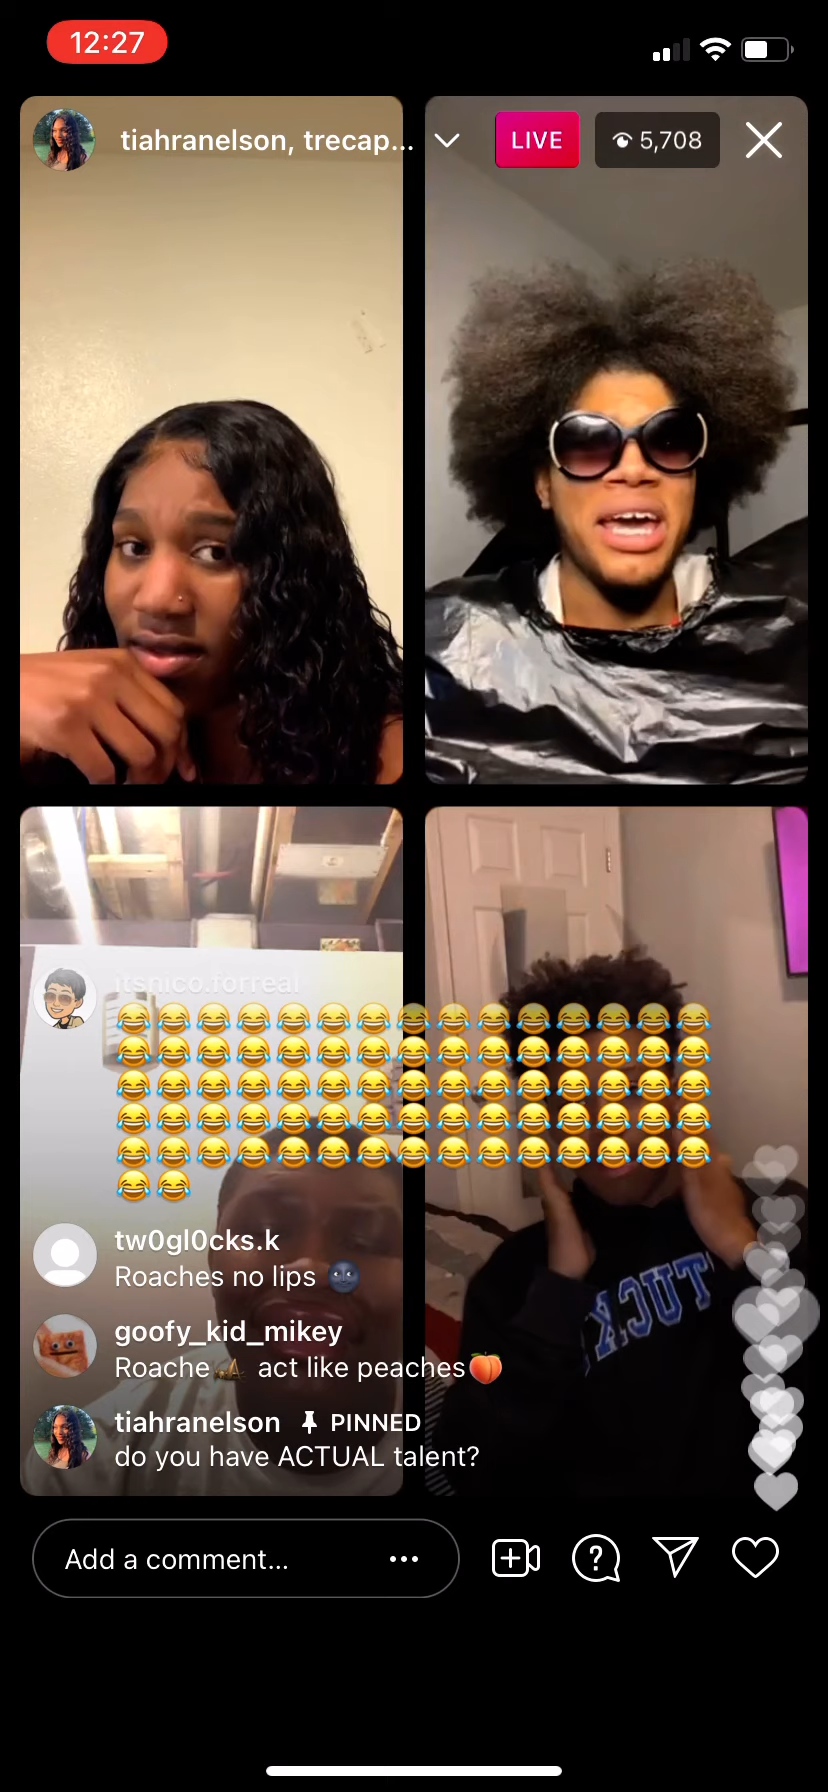 12:27
tiahranelson, trecap...
LIVE
5,708
itsnico.forreal
😂😂😂😂😂😂😂😂😂😂😂😂😂😂😂
😂😂😂😂😂😂😂😂😂😂😂😂😂😂😂
😂😂😂😂😂😂😂😂😂😂😂😂😂😂😂
😂😂😂😂😂😂😂😂😂😂😂😂😂😂😂
😂😂😂😂😂😂😂😂😂😂😂😂😂😂😂
😂😂
tw0gl0cks.k
Roaches no lips 🌚
goofy_kid_mikey
Roache🦗 act like peaches🍑
tiahranelson 📌 PINNED
do you have ACTUAL talent?
Add a comment...